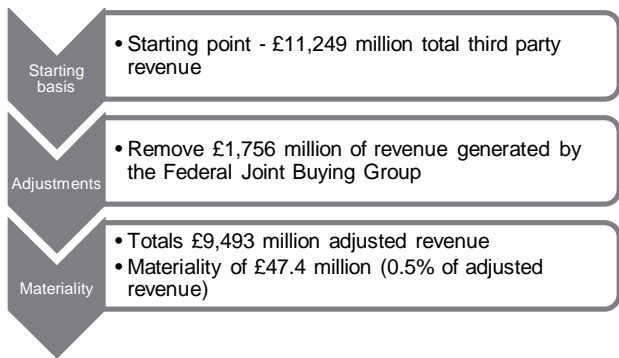 Starting
basis
• Starting point - £11,249 million total third party
revenue
Adjustments
• Remove £1,756 million of revenue generated by
the Federal Joint Buying Group
Materiality
• Totals £9,493 million adjusted revenue
• Materiality of £47.4 million (0.5% of adjusted
revenue)